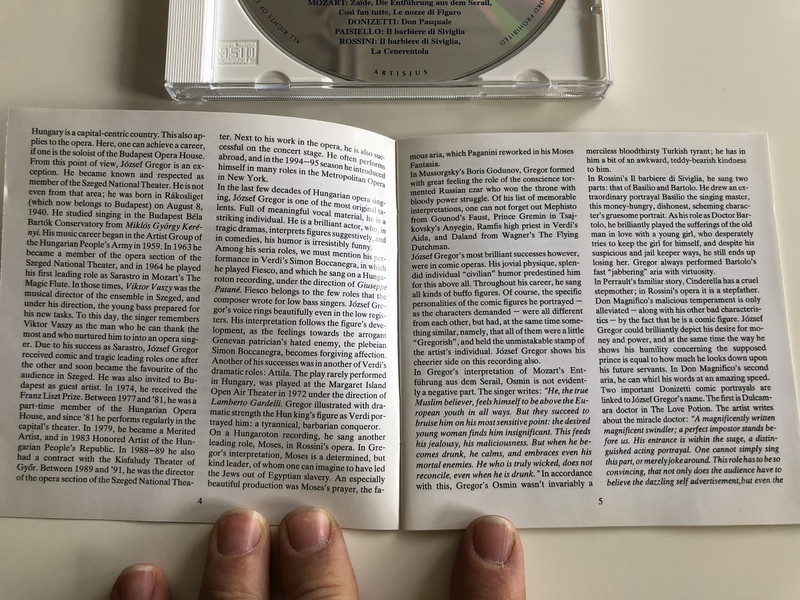 MOZART: Zaïde, Die Entführung aus dem Serail,
Così fan tutte, Le nozze di Figaro
DONIZETTI: Don Pasquale
PAISIELLO: Il barbiere di Siviglia
ROSSINI: Il barbiere di Siviglia,
La Cenerentola
ARTISJUS
ALL RIGHTS OF
PROHIBITED
Hungary is a capital-centric country. This also ap-
plies to the opera. Here, one can achieve a career,
if one is the soloist of the Budapest Opera House.
From this point of view, József Gregor is an ex-
ception. He became known and respected as
member of the Szeged National Theater. He is not
even from that area; he was born in Rákosliget
(which now belongs to Budapest) on August 8,
1940. He studied singing in the Budapest Béla
Bartók Conservatory from Miklós György Keré-
nyi. His music career began in the Artist Group of
the Hungarian People's Army in 1959. In 1963 he
became a member of the opera section of the
Szeged National Theater, and in 1964 he played
his first leading role as Sarastro in Mozart's The
Magic Flute. In those times, Viktor Vaszy was the
musical director of the ensemble in Szeged, and
under his direction, the young bass prepared for
his new tasks. To this day, the singer remembers
Viktor Vaszy as the man who he can thank the
most and who nurtured him to into an opera sing-
er. Due to his success as Sarastro, József Gregor
received comic and tragic leading roles one after
the other and soon became the favourite of the
audience in Szeged. He was also invited to Bu-
dapest as guest artist. In 1974, he received the
Franz Liszt Prize. Between 1977 and '81, he was a
part-time member of the Hungarian Opera
House, and since '81 he performs regularly in the
capital's theater. In 1979, he became a Merited
Artist, and in 1983 Honored Artist of the Hun-
garian People's Republic. In 1988–89 he also
had a contract with the Kisfaludy Theater of
Győr. Between 1989 and '91, he was the director
of the opera section of the Szeged National Thea-
ter. Next to his work in the opera, he is also suc-
cessful on the concert stage. He often performs
abroad, and in the 1994–95 season he introduced
himself in many roles in the Metropolitan Opera
in New York.
In the last few decades of Hungarian opera sing-
ing, József Gregor is one of the most original ta-
lents. Full of meaningful vocal material, he is a
striking individual. He is a brilliant actor, who, in
tragic dramas, interprets figures suggestively, and
in comedies, his humor is irresistibly funny.
Among his seria roles, we must mention his per-
formance in Verdi's Simon Boccanegra, in which
he played Fiesco, and which he sang on a Hunga-
roton recording, under the direction of Giuseppe
Patané. Fiesco belongs to the few roles that the
composer wrote for low bass singers. József Gre-
gor's voice rings beautifully even in the low regis-
ters. His interpretation follows the figure's deve-
lopment, as the feelings towards the arrogant
Genevan patrician's hated enemy, the plebeian
Simon Boccanegra, becomes forgiving affection.
Another of his successes was in another of Verdi's
dramatic roles: Attila. The play rarely performed
in Hungary, was played at the Margaret Island
Open Air Theater in 1972 under the direction of
Lamberto Gardelli. Gregor illustrated with dra-
matic strength the Hun king's figure as Verdi por-
trayed him: a tyrannical, barbarian conqueror.
On a Hungaroton recording, he sang another
leading role, Moses, in Rossini's opera. In Gre-
gor's interpretation, Moses is a determined, but
kind leader, of whom one can imagine to have led
the Jews out of Egyptian slavery. An especially
beautiful production was Moses's prayer, the fa-
4
mous aria, which Paganini reworked in his Moses
Fantasia.
In Mussorgsky's Boris Godunov, Gregor formed
with great feeling the role of the conscience tor-
mented Russian czar who won the throne with
bloody power struggle. Of his list of memorable
interpretations, one can not forget out Mephisto
from Gounod's Faust, Prince Gremin in Tsaj-
kovsky's Anyegin, Ramfis high priest in Verdi's
Aida, and Daland from Wagner's The Flying
Dutchman.
József Gregor's most brilliant successes however,
were in comic operas. His jovial physique, splen-
did individual "civilian" humor predestined him
for this above all. Throughout his career, he sang
all kinds of buffo figures. Of course, the specific
personalities of the comic figures he portrayed —
as the characters demanded — were all different
from each other, but had, at the same time some-
thing similar, namely, that all of them were a little
"Gregorish", and held the unmistakable stamp of
the artist's individual. József Gregor shows his
cheerier side on this recording also.
In Gregor's interpretation of Mozart's Ent-
führung aus dem Serail, Osmin is not evident-
ly a negative part. The singer writes: "He, the true
Muslim believer, feels himself to be above the Eu-
ropean youth in all ways. But they succeed to
bruise him on his most sensitive point: the desired
young woman finds him insignificant. This feeds
his jealousy, his maliciousness. But when he be-
comes drunk, he calms, and embraces even his
mortal enemies. He who is truly wicked, does not
reconcile, even when he is drunk." In accordance
with this, Gregor's Osmin wasn't invariably a
merciless bloodthirsty Turkish tyrant; he has in
him a bit of an awkward, teddy-bearish kindness
to him.
In Rossini's Il barbiere di Siviglia, he sang two
parts: that of Basilio and Bartolo. He drew an ex-
traordinary portrayal Basilio the singing master,
this money-hungry, dishonest, scheming charac-
ter's gruesome portrait. As his role as Doctor Bar-
tolo, he brilliantly played the sufferings of the old
man in love with a young girl, who desperately
tries to keep the girl for himself, and despite his
suspicious and jail keeper ways, he still ends up
losing her. Gregor always performed Bartolo's
fast "jabbering" aria with virtuosity.
In Perrault's familiar story, Cinderella has a cruel
stepmother; in Rossini's opera it is a stepfather.
Don Magnifico's malicious temperament is only
alleviated — along with his other bad characteris-
tics — by the fact that he is a comic figure. József
Gregor could brilliantly depict his desire for mo-
ney and power, and at the same time the way he
shows his humility concerning the supposed
prince is equal to how much he looks down upon
his future servants. In Don Magnifico's second
aria, he can whirl his words at an amazing speed.
Two important Donizetti comic portrayals are
linked to József Gregor's name. The first is Dulcam-
ara doctor in The Love Potion. The artist writes
about the miracle doctor: "A magnificently written
magnificent swindler; a perfect impostor stands be-
fore us. His entrance is within the stage, a distin-
guished acting portrayal. One cannot simply sing
this part, or merely joke around. This role has to be so
convincing, that not only does the audience have to
believe the dazzling self advertisement, but even the
5